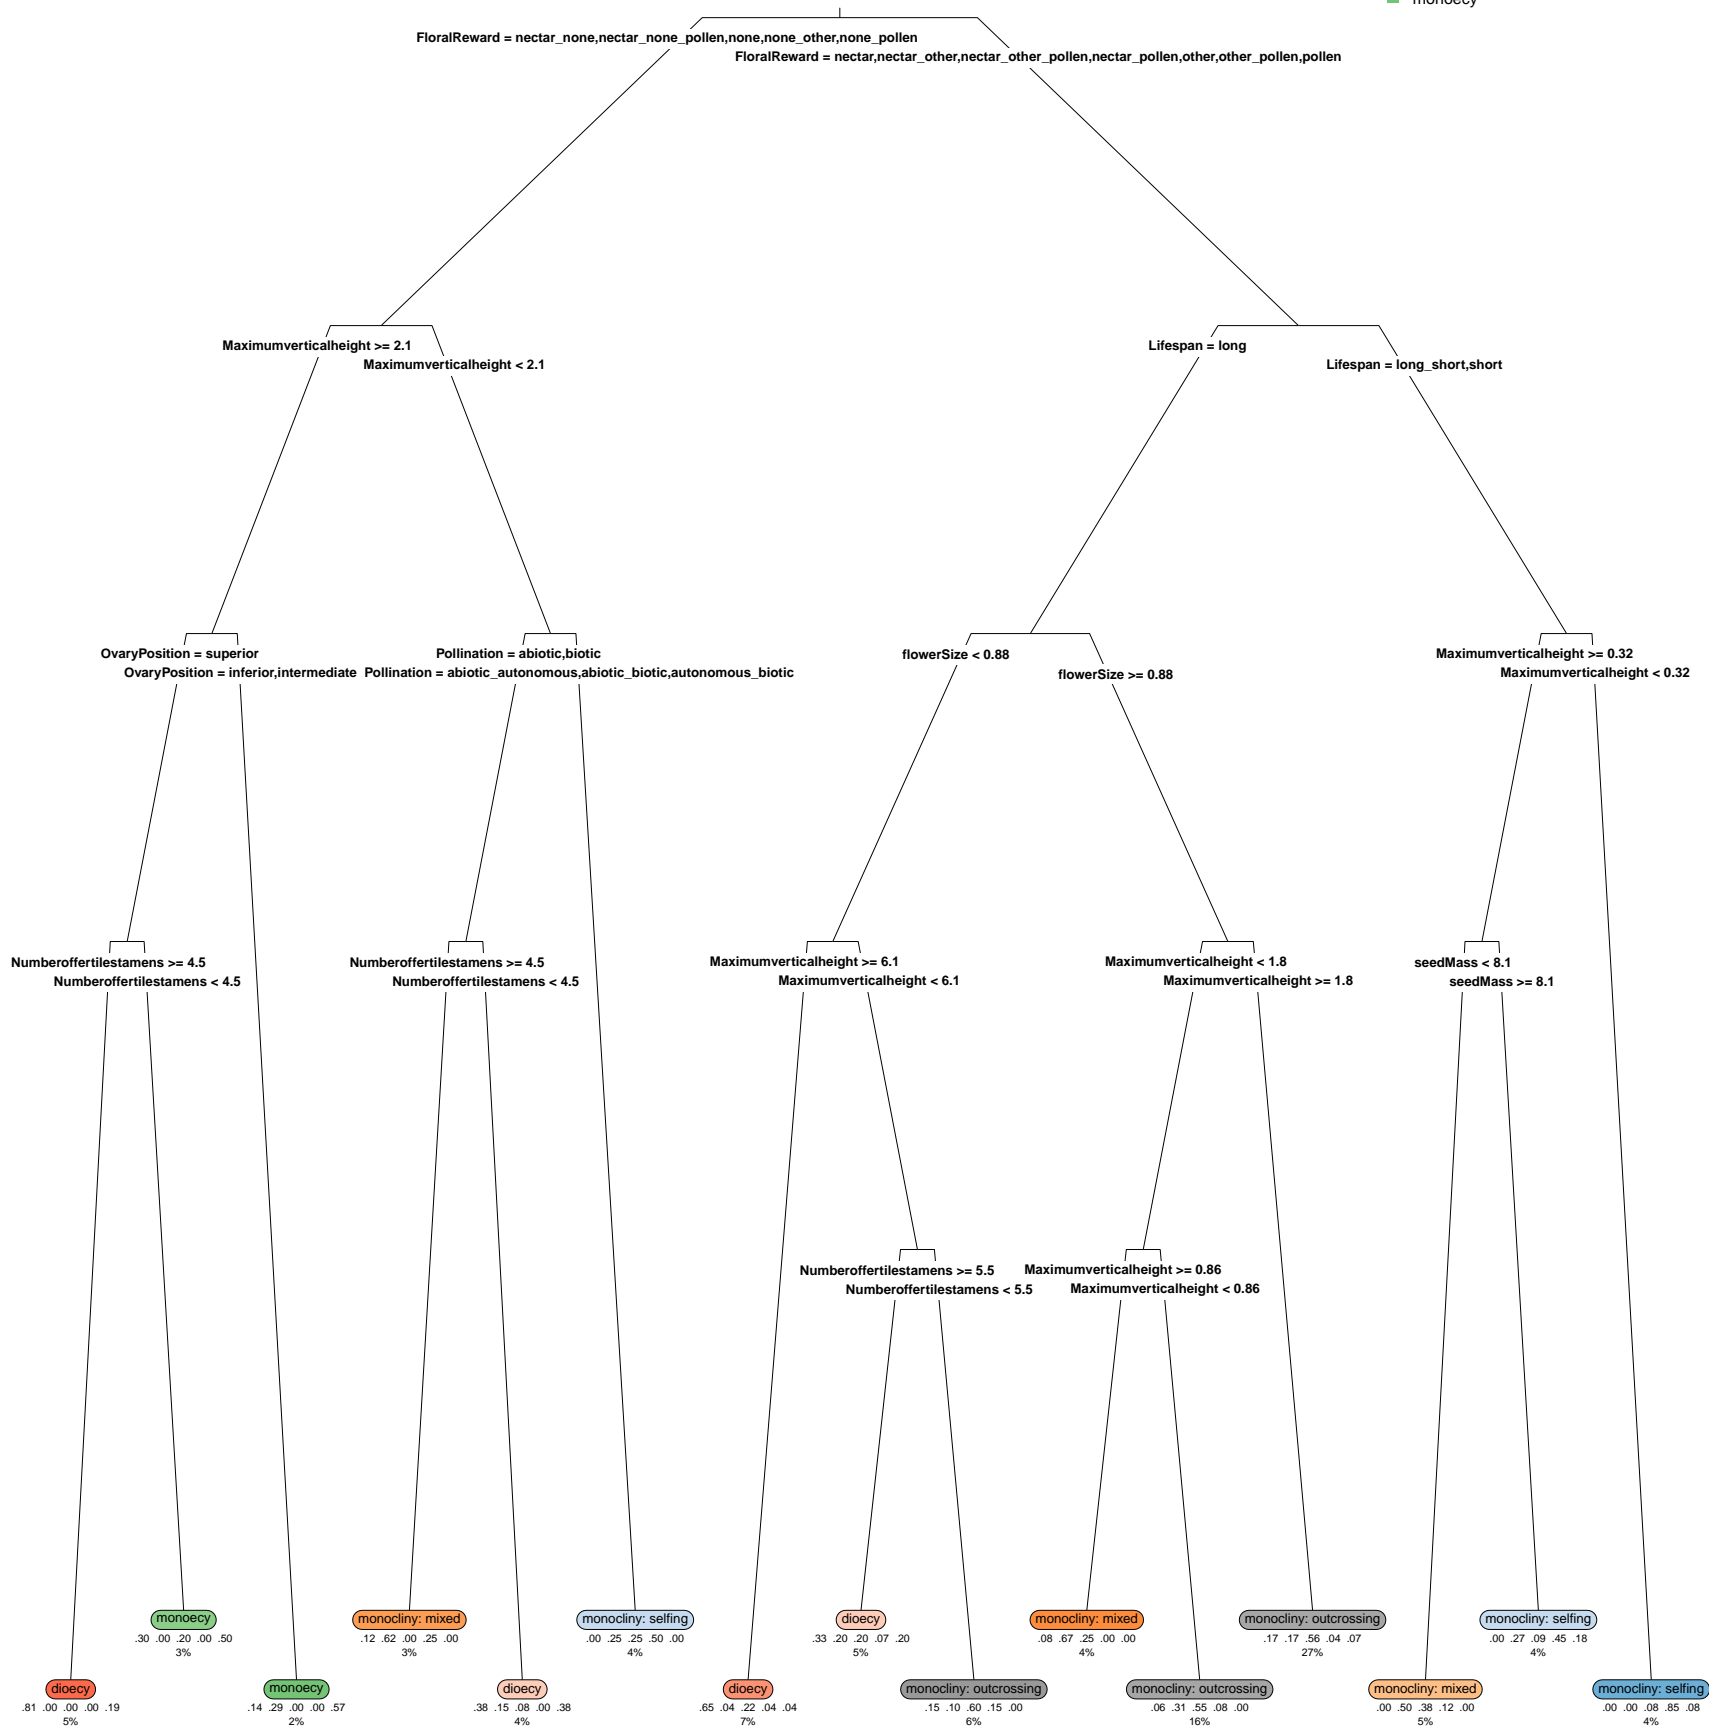 monoecy
FloralReward = nectar_none,nectar_none_pollen,none,none_other,none_pollen
FloralReward = nectar,nectar_other,nectar_other_pollen,nectar_pollen,other,other_pollen,pollen
Maximumverticalheight >= 2.1
Maximumverticalheight < 2.1
Lifespan = long
Lifespan = long_short,short
OvaryPosition = superior
OvaryPosition = inferior,intermediate
Pollination = abiotic,biotic
Pollination = abiotic_autonomous,abiotic_biotic,autonomous_biotic
flowerSize < 0.88
flowerSize >= 0.88
Maximumverticalheight >= 0.32
Maximumverticalheight < 0.32
Numberoffertilestamens >= 4.5
Numberoffertilestamens < 4.5
Numberoffertilestamens >= 4.5
Numberoffertilestamens < 4.5
Maximumverticalheight >= 6.1
Maximumverticalheight < 6.1
Maximumverticalheight < 1.8
Maximumverticalheight >= 1.8
seedMass < 8.1
seedMass >= 8.1
Numberoffertilestamens >= 5.5
Numberoffertilestamens < 5.5
Maximumverticalheight >= 0.86
Maximumverticalheight < 0.86
monoecy
.30 .00 .20 .00 .50
3%
monocliny: mixed
.12 .62 .00 .25 .00
3%
monocliny: selfing
.00 .25 .25 .50 .00
4%
dioecy
.33 .20 .20 .07 .20
5%
monocliny: mixed
.08 .67 .25 .00 .00
4%
monocliny: outcrossing
.17 .17 .56 .04 .07
27%
monocliny: selfing
.00 .27 .09 .45 .18
4%
dioecy
.81 .00 .00 .00 .19
5%
monoecy
.14 .29 .00 .00 .57
2%
dioecy
.38 .15 .08 .00 .38
4%
dioecy
.65 .04 .22 .04 .04
7%
monocliny: outcrossing
.15 .10 .60 .15 .00
6%
monocliny: outcrossing
.06 .31 .55 .08 .00
16%
monocliny: mixed
.00 .50 .38 .12 .00
5%
monocliny: selfing
.00 .00 .08 .85 .08
4%